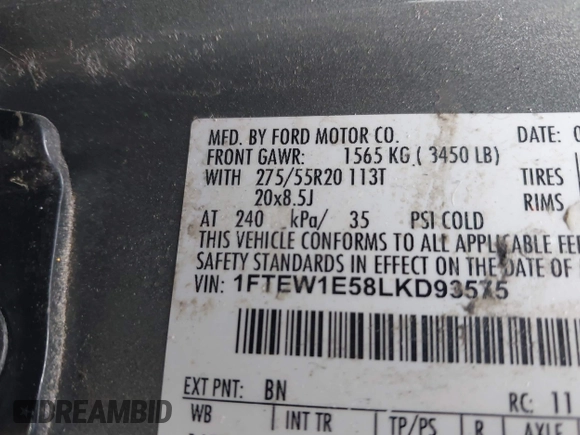 MFD. BY FORD MOTOR CO. DATE: 0
FRONT GAWR: 1565 KG ( 3450 LB)
WITH 275/55R20 113T TIRES
20x8.5J RIMS
AT 240 kPa/ 35 PSI COLD
THIS VEHICLE CONFORMS TO ALL APPLICABLE FE
SAFETY STANDARDS IN EFFECT ON THE DATE OF
VIN: 1FTEW1E58LKD93575
EXT PNT: BN RC: 11
WB INT TR TP/PS R AXLE
DREAMBID